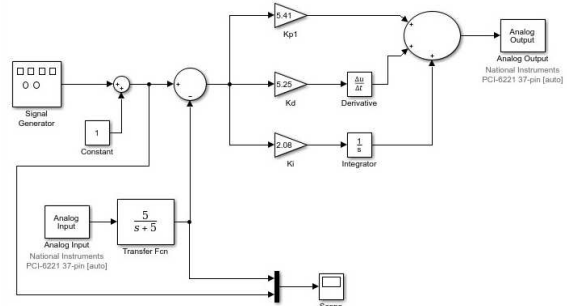 5.41
Kp1
Analog
Output
Analog Output
National Instruments
PCI-6221 37-pin [auto]
Signal
Generator
1
Constant
5.25
Kd
Δu
Δt
Derivative
2.08
Ki
1
s
Integrator
Analog
Input
Analog Input
National Instruments
PCI-6221 37-pin [auto]
5
s + 5
Transfer Fcn